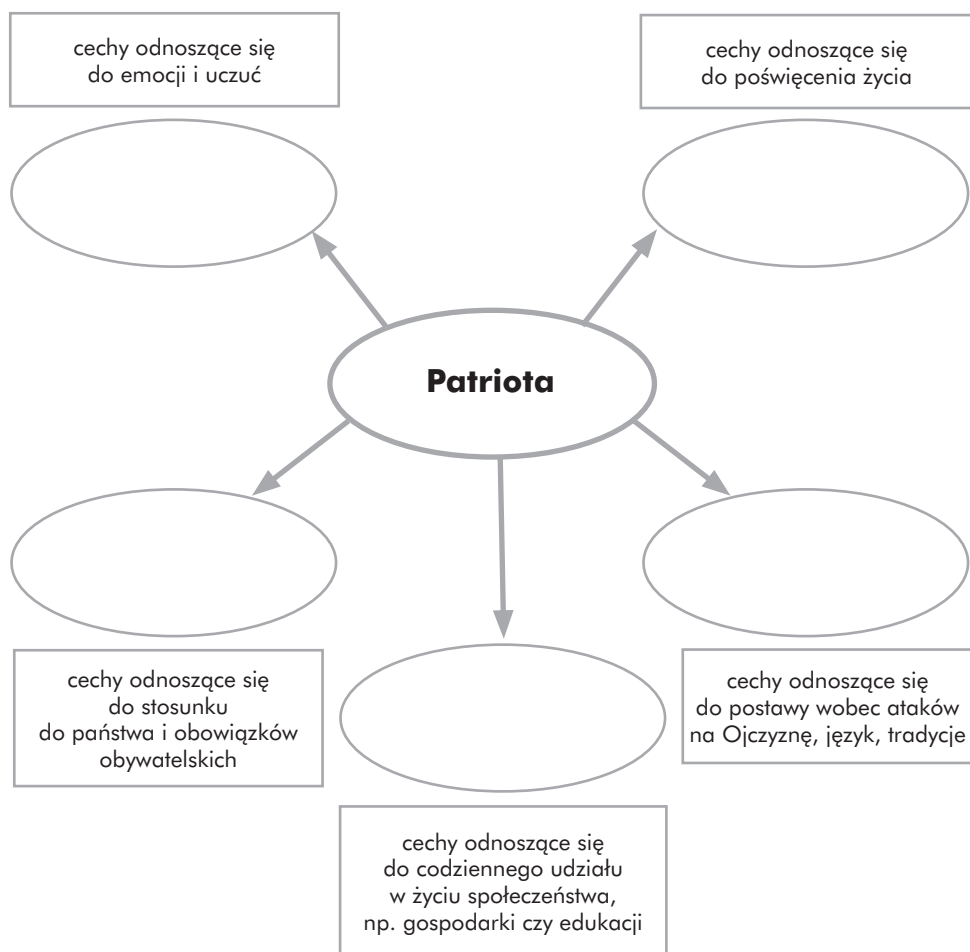 cechy odnoszące się
do emocji i uczuć
cechy odnoszące się
do poświęcenia życia
Patriota
cechy odnoszące się
do stosunku
do państwa i obowiązków
obywatelskich
cechy odnoszące się
do postawy wobec ataków
na Ojczyznę, język, tradycje
cechy odnoszące się
do codziennego udziału
w życiu społeczeństwa,
np. gospodarki czy edukacji